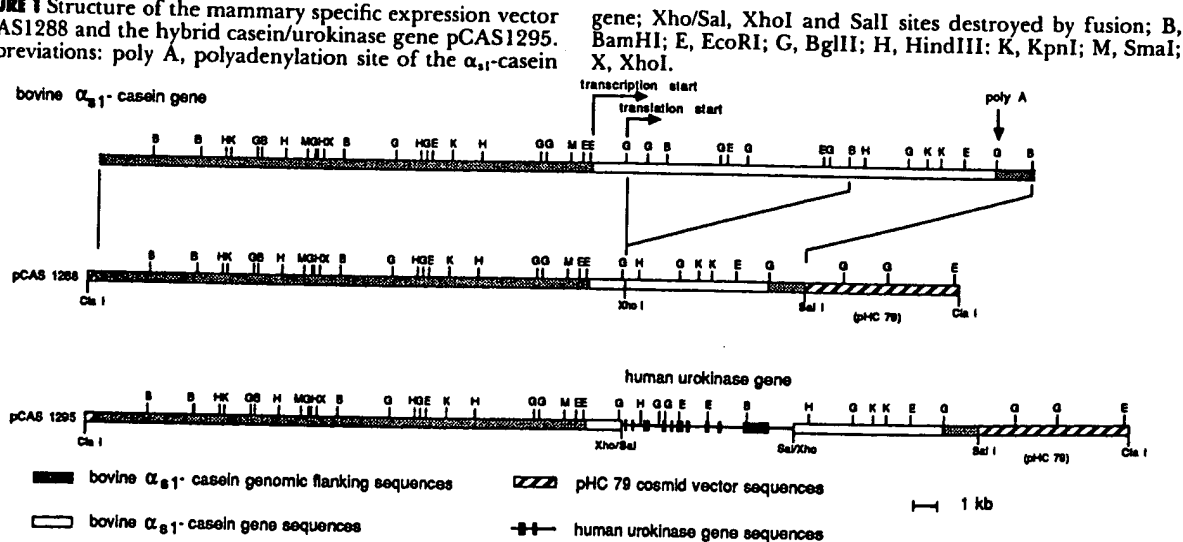 URE 1 Structure of the mammary specific expression vector
AS1288 and the hybrid casein/urokinase gene pCAS1295.
breviations: poly A, polyadenylation site of the αs1-casein
gene; Xho/Sal, XhoI and SalI sites destroyed by fusion; B,
BamHI; E, EcoRI; G, BglII; H, HindIII: K, KpnI; M, SmaI;
X, XhoI.
bovine αs1- casein gene
transcription start
translation start
poly A
B B HK GB H MGHX B G HGE K H GG M EE G G B GE G EG B H G K K E G B
pCAS 1288
B B HK GB H MGHX B G HGE K H GG M EE G H G K K E G G G E
Cla I Xho I Sal I (pHC 79) Cla I
human urokinase gene
pCAS 1295
B B HK GB H MGHX B G HGE K H GG M EE G H GG E E B H G K K E G G G E
Cla I Xho/Sal Sal/Xho Sal I (pHC 79) Cla I
bovine αs1- casein genomic flanking sequences
pHC 79 cosmid vector sequences
1 kb
bovine αs1- casein gene sequences
human urokinase gene sequences